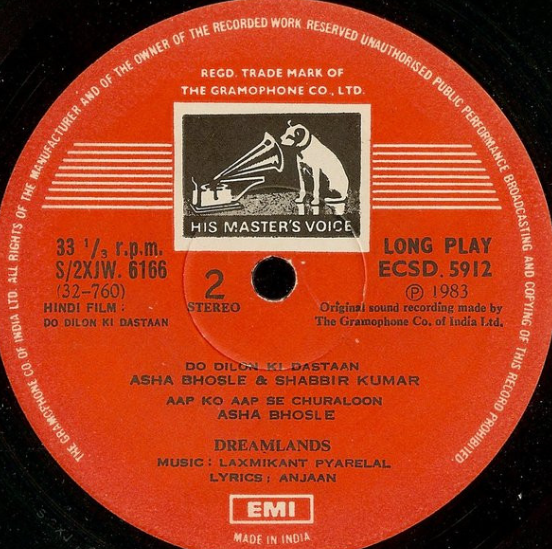 THE GRAMOPHONE CO OF INDIA LTD. ALL RIGHTS OF THE MANUFACTURER AND OF THE OWNER OF THE RECORDED WORK RESERVED UNAUTHORISED PUBLIC PERFORMANCE BROADCASTING AND COPYING OF THIS RECORD PROHIBITED
REGD. TRADE MARK OF
THE GRAMOPHONE CO., LTD.
HIS MASTER'S VOICE
33 1/3 r.p.m.
S/2XJW. 6166
(32-760)
HINDI FILM :
DO DILON KI DASTAAN
2
STEREO
LONG PLAY
ECSD. 5912
Ⓟ 1983
Original sound recording made by
The Gramophone Co. of India Ltd.
DO DILON KI DASTAAN
ASHA BHOSLE & SHABBIR KUMAR
AAP KO AAP SE CHURALOON
ASHA BHOSLE
DREAMLANDS
MUSIC : LAXMIKANT PYARELAL
LYRICS : ANJAAN
EMI
MADE IN INDIA